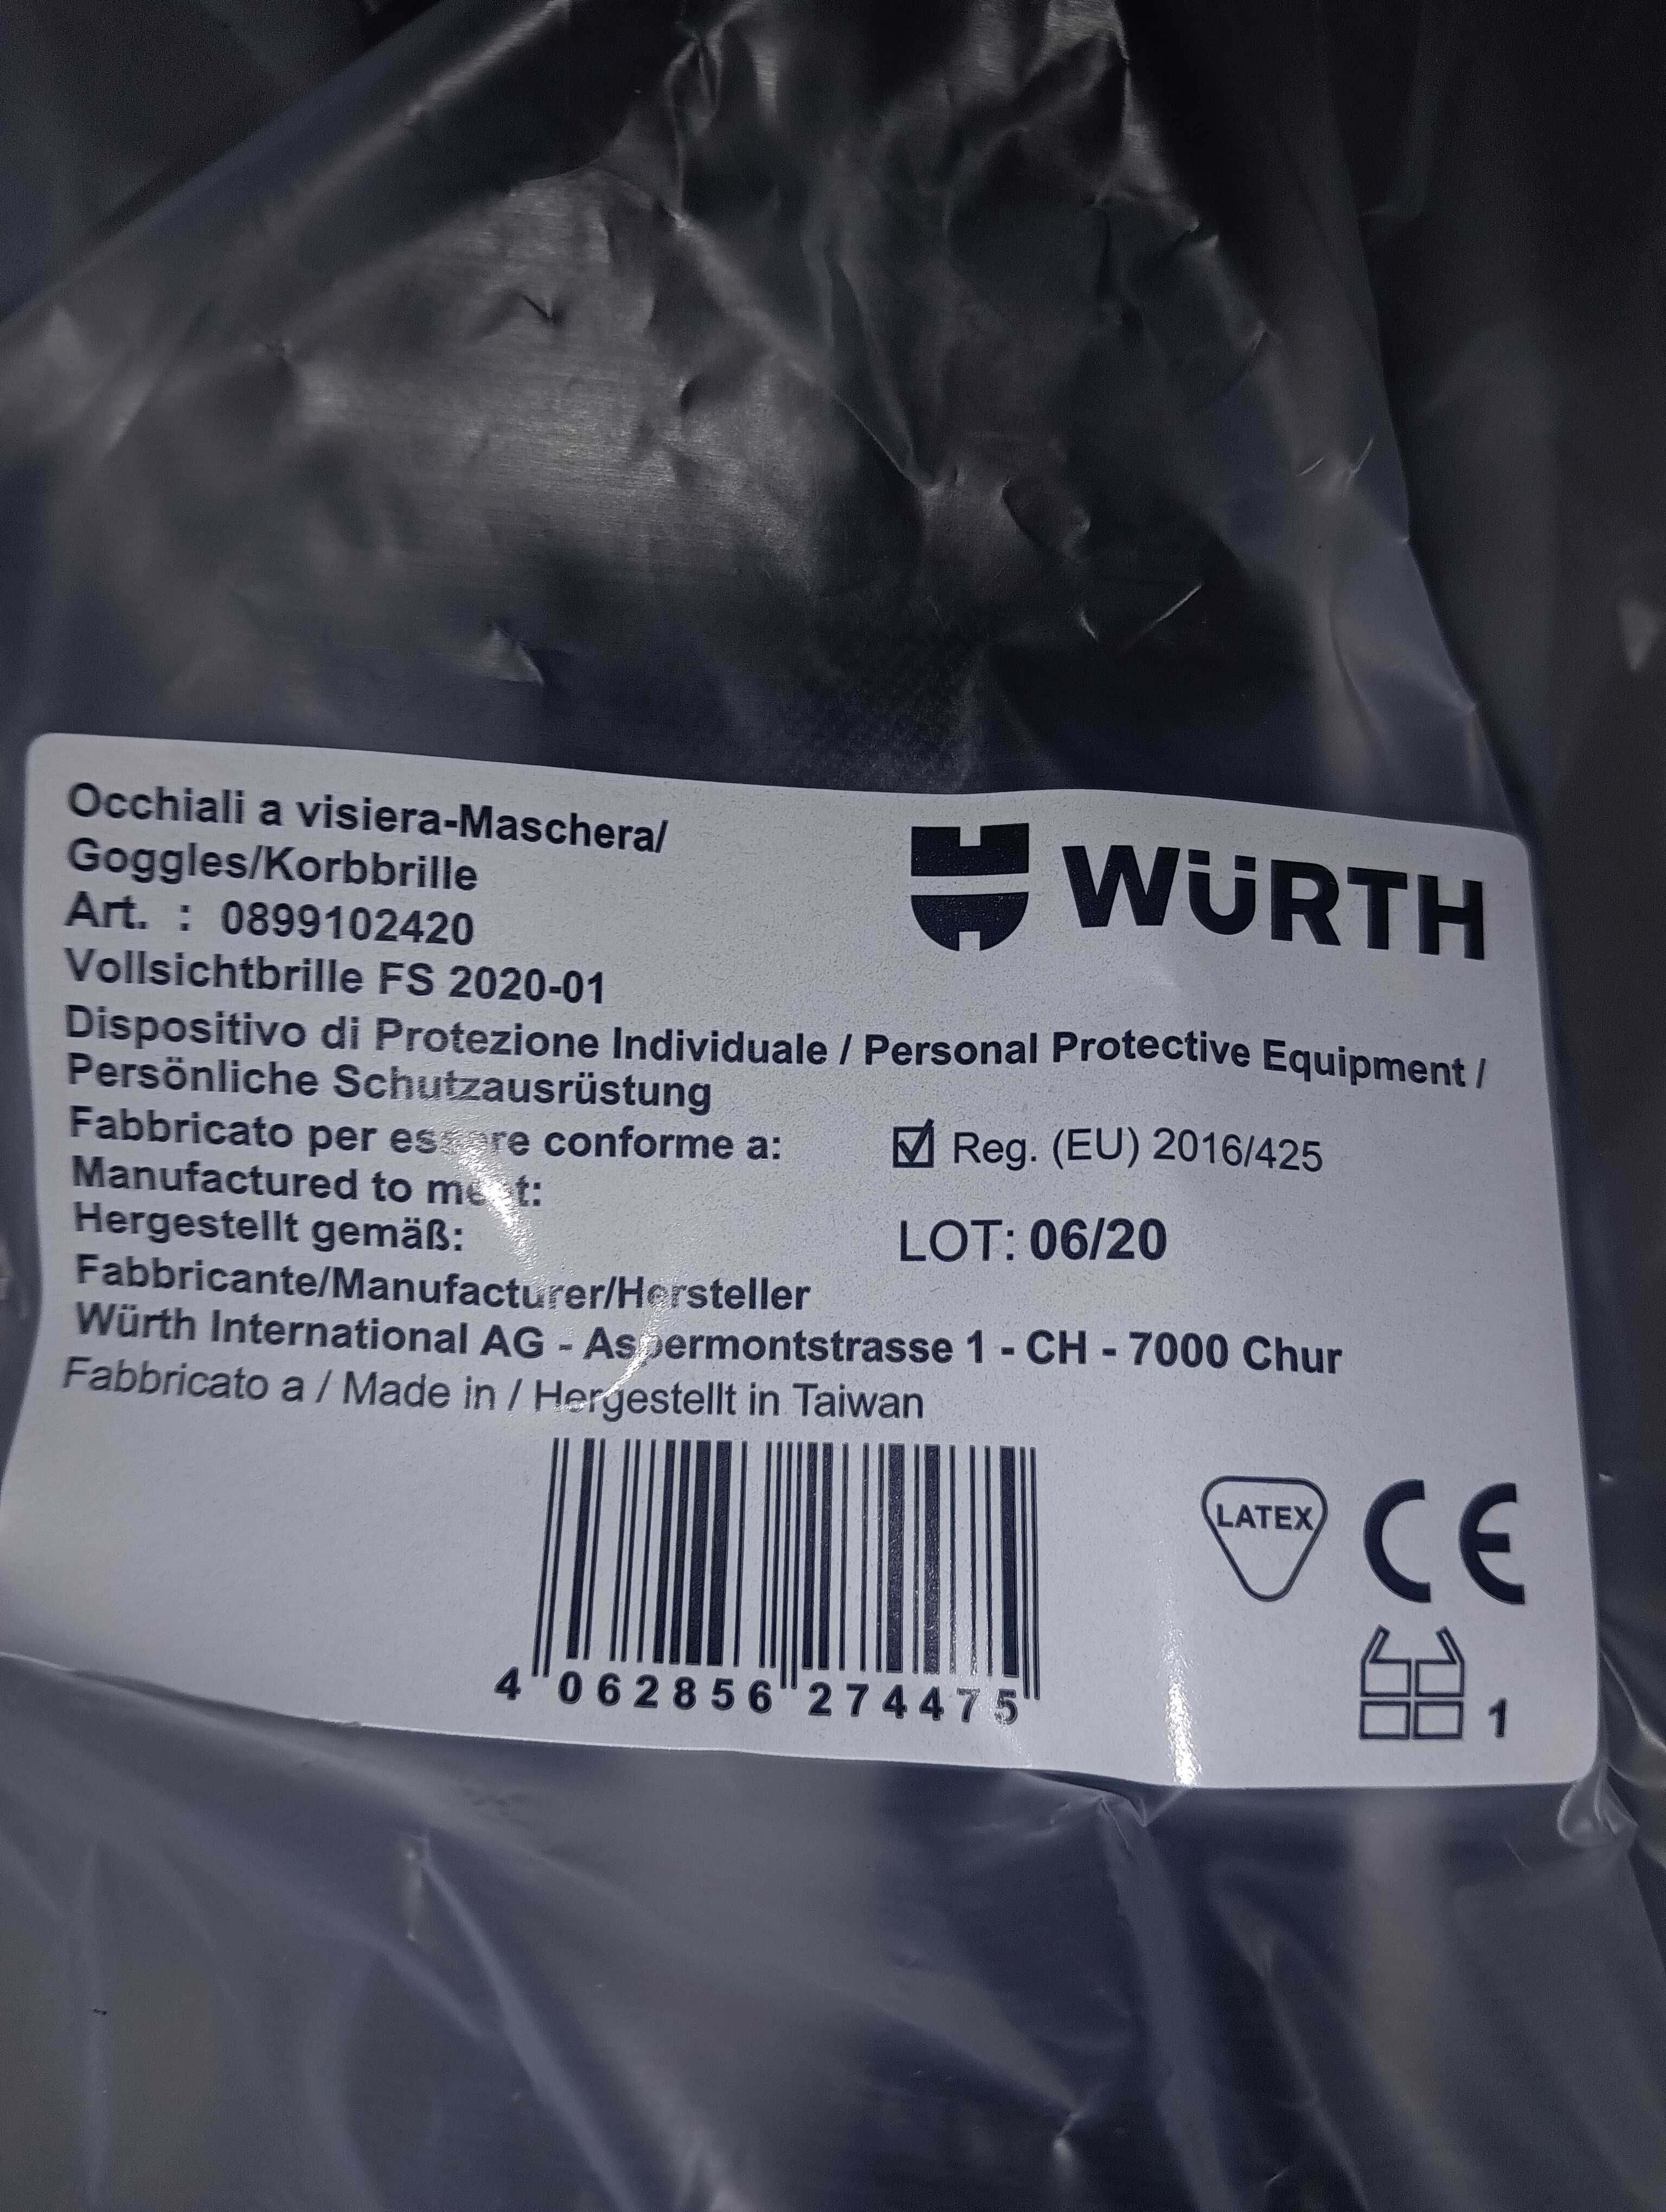 Occhiali a visiera-Maschera/
Goggles/Korbbrille
Art. : 0899102420
Vollsichtbrille FS 2020-01
WÜRTH
Dispositivo di Protezione Individuale / Personal Protective Equipment /
Persönliche Schutzausrüstung
Fabbricato per essere conforme a:
Manufactured to meet:
Hergestellt gemäß:
Reg. (EU) 2016/425
LOT: 06/20
Fabbricante/Manufacturer/Hersteller
Würth International AG - Aspermontstrasse 1 - CH - 7000 Chur
Fabbricato a / Made in / Hergestellt in Taiwan
4 062856 274475
LATEX
CE
1